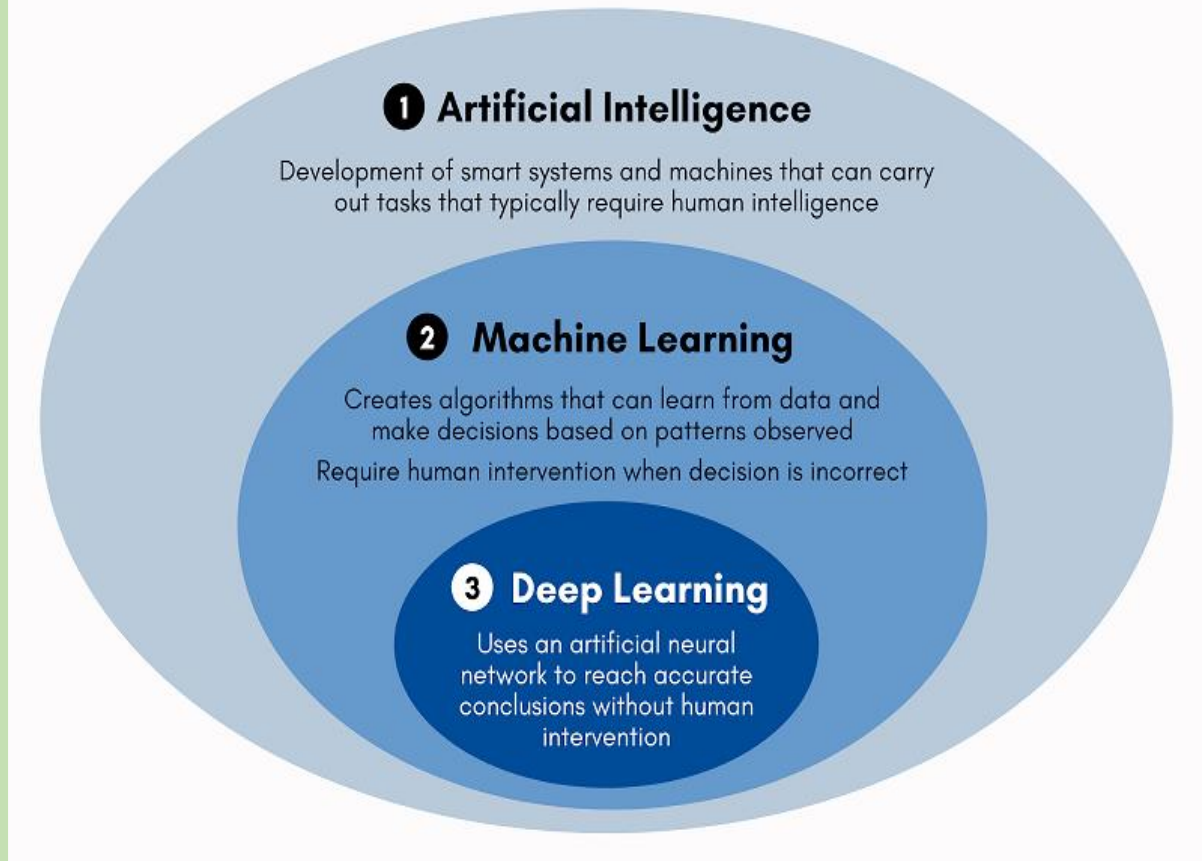 1 Artificial Intelligence
Development of smart systems and machines that can carry
out tasks that typically require human intelligence
2 Machine Learning
Creates algorithms that can learn from data and
make decisions based on patterns observed
Require human intervention when decision is incorrect
3 Deep Learning
Uses an artificial neural
network to reach accurate
conclusions without human
intervention